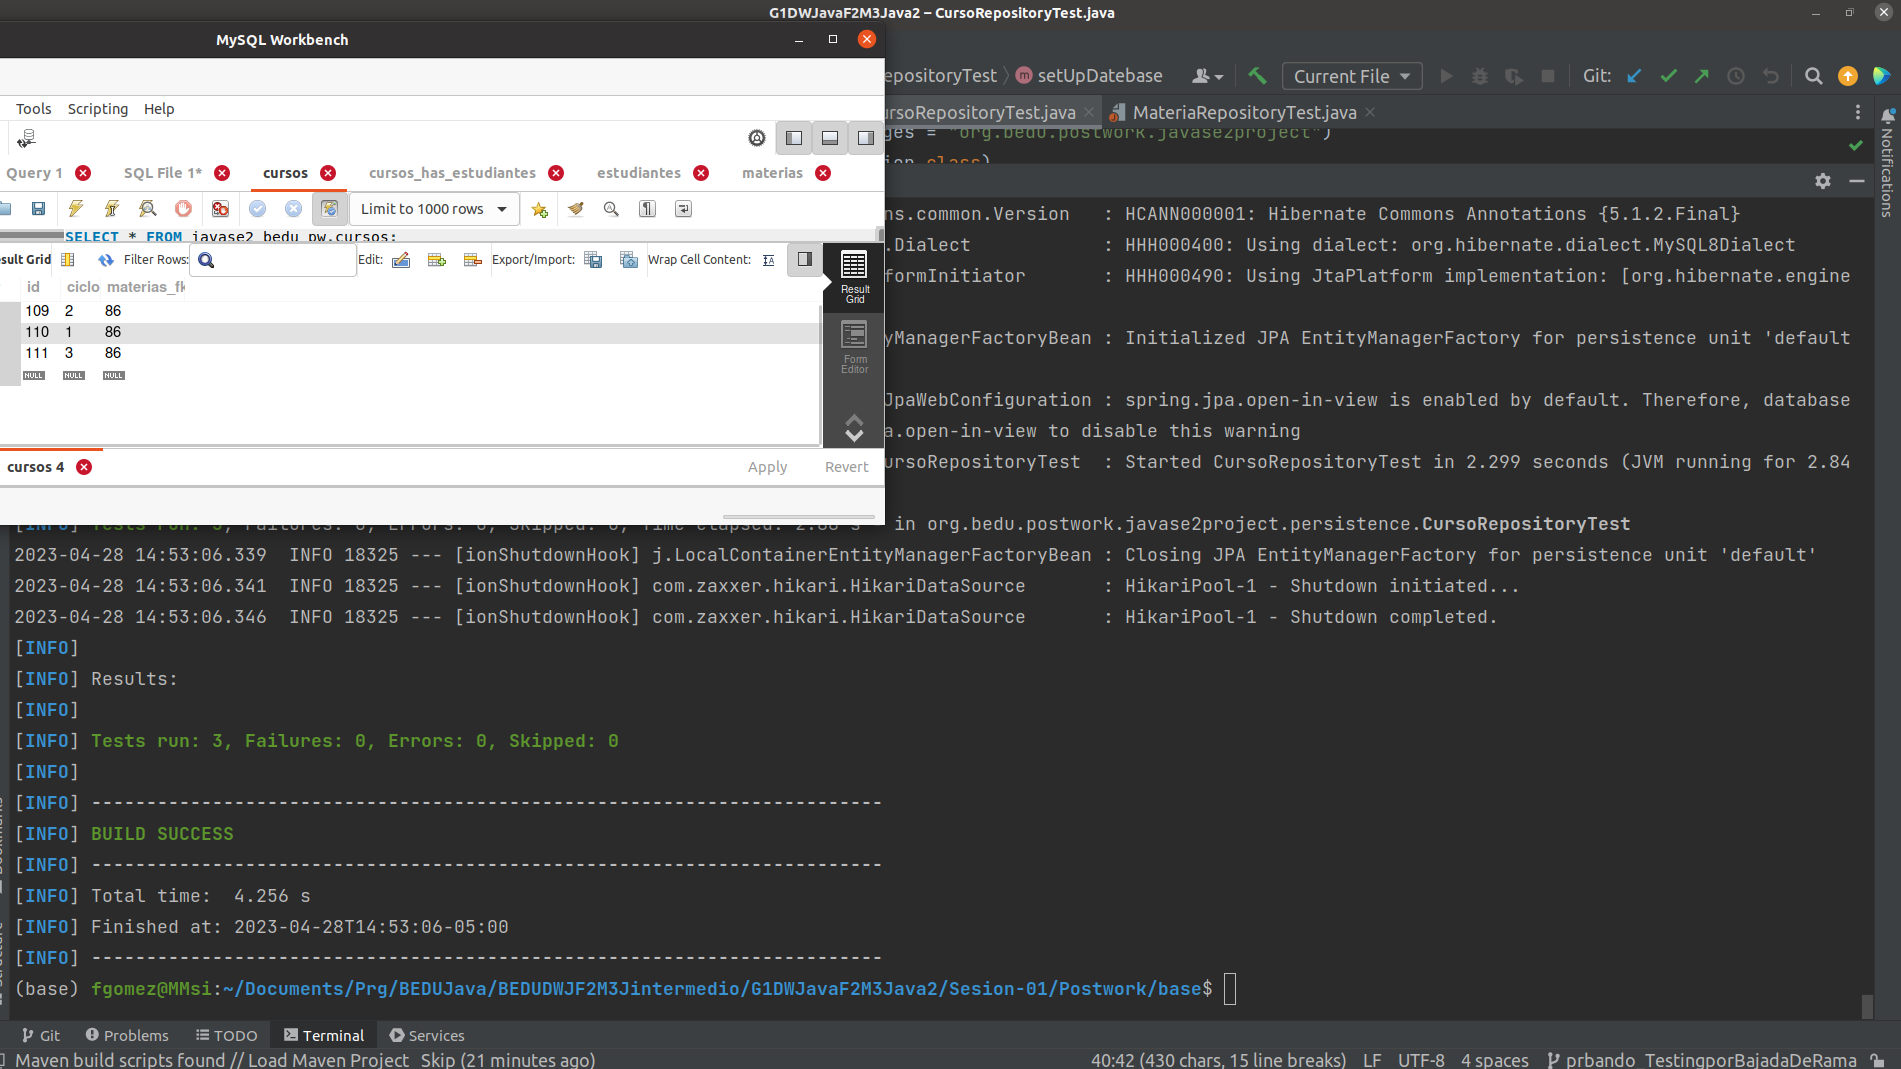 G1DWJavaF2M3Java2 – CursoRepositoryTest.java
MySQL Workbench
Tools Scripting Help
Query 1 SQL File 1* cursos cursos_has_estudiantes estudiantes materias
Limit to 1000 rows
SELECT * FROM javase2_bedu_pw.cursos;
sult Grid Filter Rows: Edit: Export/Import: Wrap Cell Content:
id ciclo materias_fk
109 2 86
110 1 86
111 3 86
NULL NULL NULL
Result Grid
Form Editor
cursos 4 Apply Revert
epositoryTest setUpDatebase Current File Git:
ursoRepositoryTest.java MateriaRepositoryTest.java
ges = "org.bedu.postwork.javase2project")
ion.class)
Notifications
ns.common.Version : HCANN000001: Hibernate Commons Annotations {5.1.2.Final}
.Dialect : HHH000400: Using dialect: org.hibernate.dialect.MySQL8Dialect
formInitiator : HHH000490: Using JtaPlatform implementation: [org.hibernate.engine
yManagerFactoryBean : Initialized JPA EntityManagerFactory for persistence unit 'default
JpaWebConfiguration : spring.jpa.open-in-view is enabled by default. Therefore, database
a.open-in-view to disable this warning
ursoRepositoryTest : Started CursoRepositoryTest in 2.299 seconds (JVM running for 2.84
[INFO] Tests run: 3, Failures: 0, Errors: 0, Skipped: 0, Time elapsed: 2.88 s in org.bedu.postwork.javase2project.persistence.CursoRepositoryTest
2023-04-28 14:53:06.339 INFO 18325 --- [ionShutdownHook] j.LocalContainerEntityManagerFactoryBean : Closing JPA EntityManagerFactory for persistence unit 'default'
2023-04-28 14:53:06.341 INFO 18325 --- [ionShutdownHook] com.zaxxer.hikari.HikariDataSource : HikariPool-1 - Shutdown initiated...
2023-04-28 14:53:06.346 INFO 18325 --- [ionShutdownHook] com.zaxxer.hikari.HikariDataSource : HikariPool-1 - Shutdown completed.
[INFO]
[INFO] Results:
[INFO]
[INFO] Tests run: 3, Failures: 0, Errors: 0, Skipped: 0
[INFO]
[INFO] ------------------------------------------------------------------------
[INFO] BUILD SUCCESS
[INFO] ------------------------------------------------------------------------
[INFO] Total time: 4.256 s
[INFO] Finished at: 2023-04-28T14:53:06-05:00
[INFO] ------------------------------------------------------------------------
(base) fgomez@MMsi:~/Documents/Prg/BEDUJava/BEDUDWJF2M3Jintermedio/G1DWJavaF2M3Java2/Sesion-01/Postwork/base$
Git Problems TODO Terminal Services
Maven build scripts found // Load Maven Project Skip (21 minutes ago) 40:42 (430 chars, 15 line breaks) LF UTF-8 4 spaces prbando_TestingporBajadaDeRama